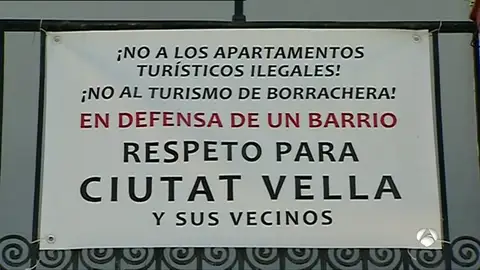 ¡NO A LOS APARTAMENTOS
TURÍSTICOS ILEGALES!
¡NO AL TURISMO DE BORRACHERA!
EN DEFENSA DE UN BARRIO
RESPETO PARA
CIUTAT VELLA
Y SUS VECINOS